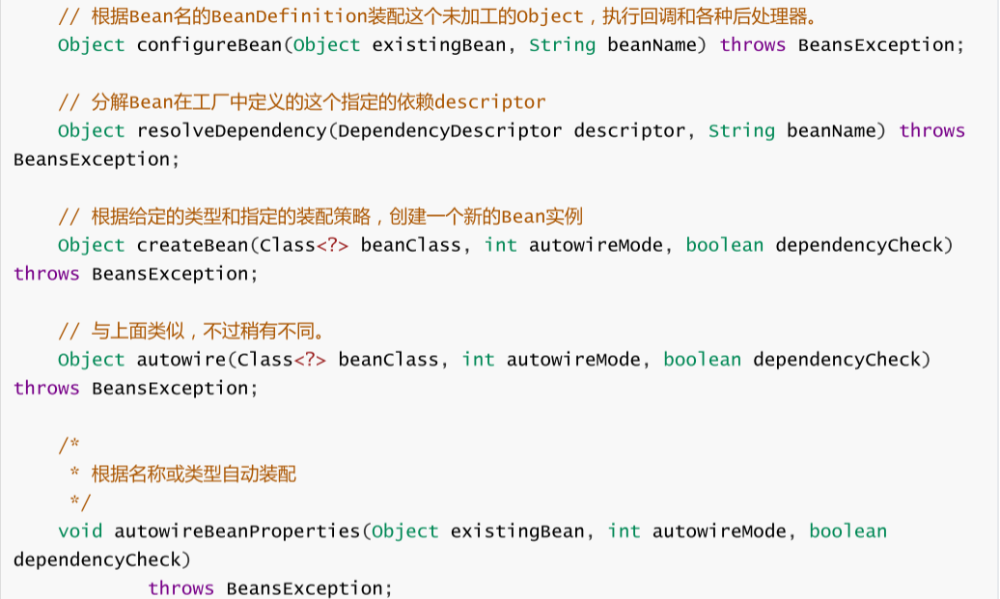 // 根据Bean名的BeanDefinition装配这个未加工的Object，执行回调和各种后处理器。
Object configureBean(Object existingBean, String beanName) throws BeansException;
// 分解Bean在工厂中定义的这个指定的依赖descriptor
Object resolveDependency(DependencyDescriptor descriptor, String beanName) throws
BeansException;
// 根据给定的类型和指定的装配策略，创建一个新的Bean实例
Object createBean(Class<?> beanClass, int autowireMode, boolean dependencyCheck)
throws BeansException;
// 与上面类似，不过稍有不同。
Object autowire(Class<?> beanClass, int autowireMode, boolean dependencyCheck)
throws BeansException;
/*
* 根据名称或类型自动装配
*/
void autowireBeanProperties(Object existingBean, int autowireMode, boolean
dependencyCheck)
throws BeansException;